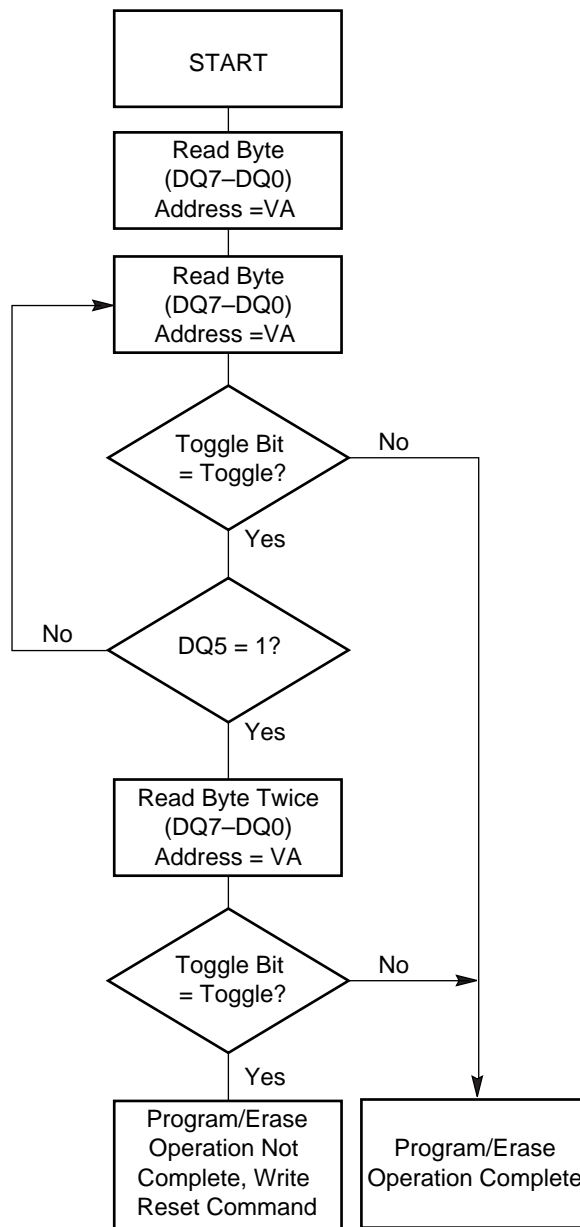 START
Read Byte
(DQ7–DQ0)
Address =VA
Read Byte
(DQ7–DQ0)
Address =VA
Toggle Bit
= Toggle?
No
Yes
No
DQ5 = 1?
Yes
Read Byte Twice
(DQ7–DQ0)
Address = VA
Toggle Bit
= Toggle?
No
Yes
Program/Erase
Operation Not
Complete, Write
Reset Command
Program/Erase
Operation Complete